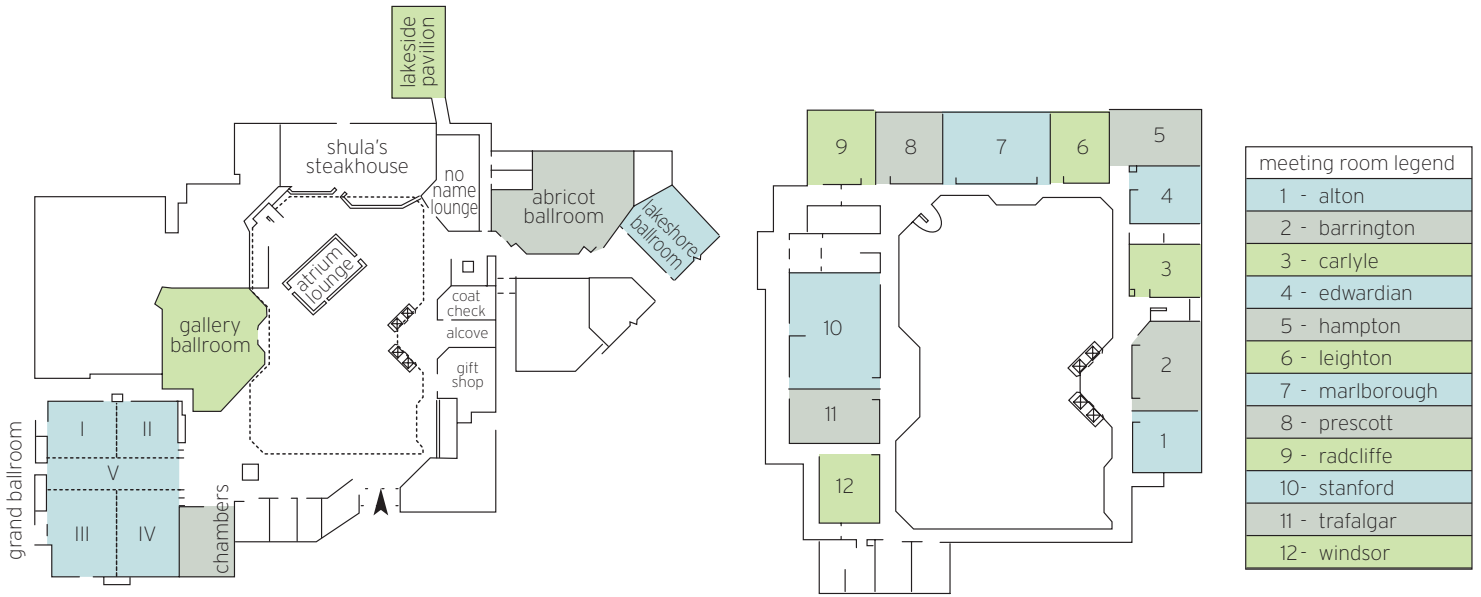 lakeside
pavilion
shula's
steakhouse
no
name
lounge
abricot
ballroom
lakeshore
ballroom
atrium
lounge
coat
check
alcove
gift
shop
gallery
ballroom
grand ballroom
I
II
V
III
IV
chambers
9
8
7
6
5
4
3
10
2
11
1
12
meeting room legend
1 - alton
2 - barrington
3 - carlyle
4 - edwardian
5 - hampton
6 - leighton
7 - marlborough
8 - prescott
9 - radcliffe
10- stanford
11 - trafalgar
12 - windsor